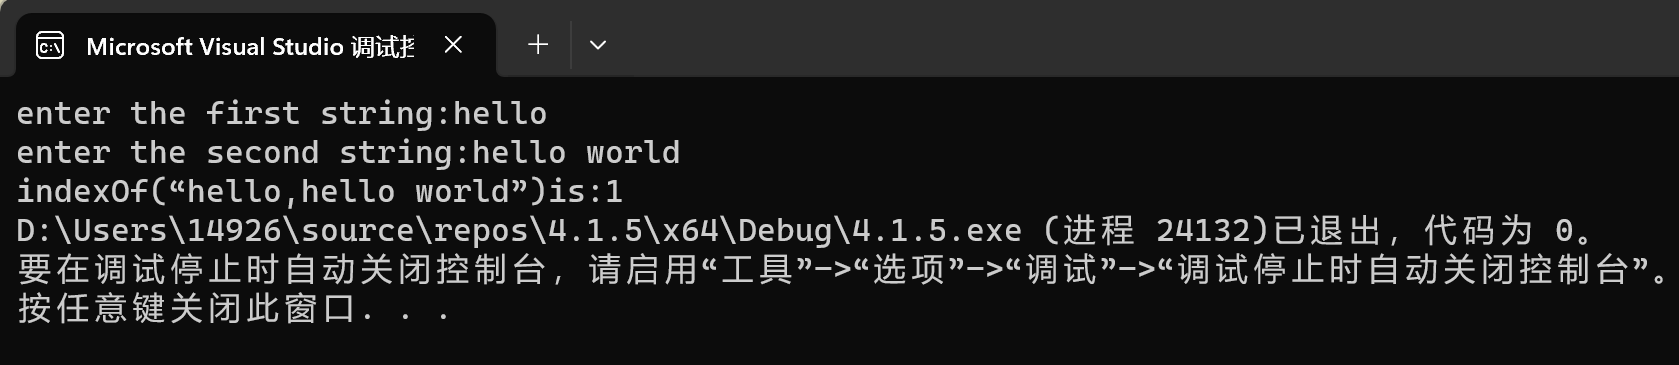 Microsoft Visual Studio 调试
enter the first string:hello
enter the second string:hello world
indexOf(“hello,hello world”)is:1
D:\Users\14926\source\repos\4.1.5\x64\Debug\4.1.5.exe (进程 24132)已退出，代码为 0。
要在调试停止时自动关闭控制台，请启用“工具”->“选项”->“调试”->“调试停止时自动关闭控制台”。
按任意键关闭此窗口. . .